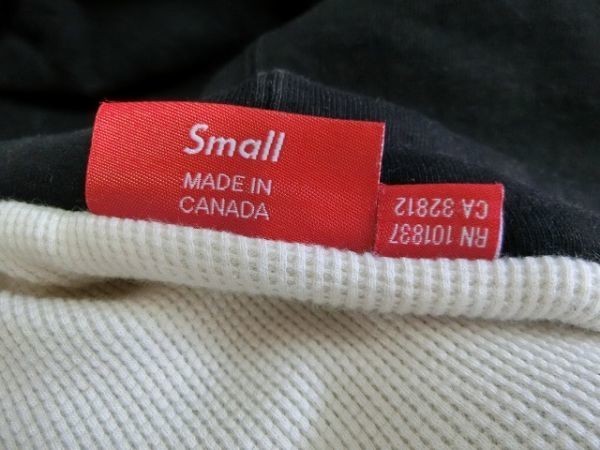 Small
MADE IN
CANADA
RN 101837
CA 32812